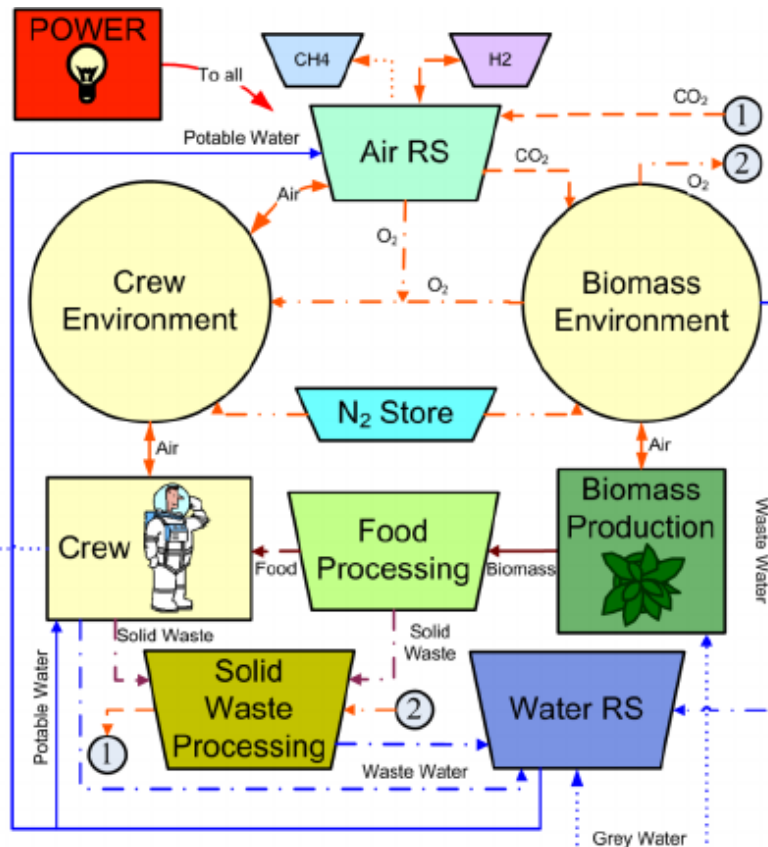 POWER
To all
CH4
H2
CO₂
1
Potable Water
Air RS
CO₂
2
O₂
Air
O₂
Crew
Environment
O₂
Biomass
Environment
N₂ Store
Air
Air
Crew
Food
Food
Processing
Biomass
Biomass
Production
Waste Water
Solid Waste
Solid
Waste
Potable Water
Solid
Waste
Processing
2
1
Water RS
Waste Water
Grey Water